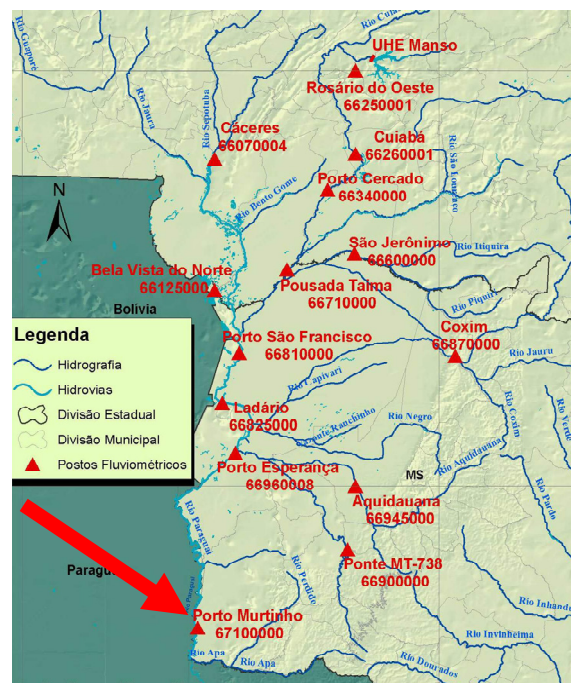 Rio Cuia
UHE Manso
Rio Guaporé
Rosário do Oeste
66250001
Rio Jauru
Rio Sepotuba
Cáceres
66070004
Cuiabá
66260001
Rio São Lourenço
Porto Cercado
66340000
N
Rio Bento Gome
São Jerônimo
66600000
Rio Itiquira
Bela Vista do Norte
66125000
Pousada Taima
66710000
Bolivia
Rio Piquiri
Legenda
Hidrografia
Hidrovias
Divisão Estadual
Divisão Municipal
Postos Fluviométricos
Porto São Francisco
66810000
Coxim
66870000
Rio Jauru
Rio Capivari
Ladário
66825000
Rio Negro
Rio Coxim
Rio Verde
Porto Esperança
66960008
MS
Rio Aquidauana
Aquidauana
66945000
Rio Pardo
Rio Paraguai
Paragua
Ponte MT-738
66900000
Rio Perdido
Porto Murtinho
67100000
Rio Inhandu
Rio Invinheima
Rio Apa
Rio Apa
Rio Dourados